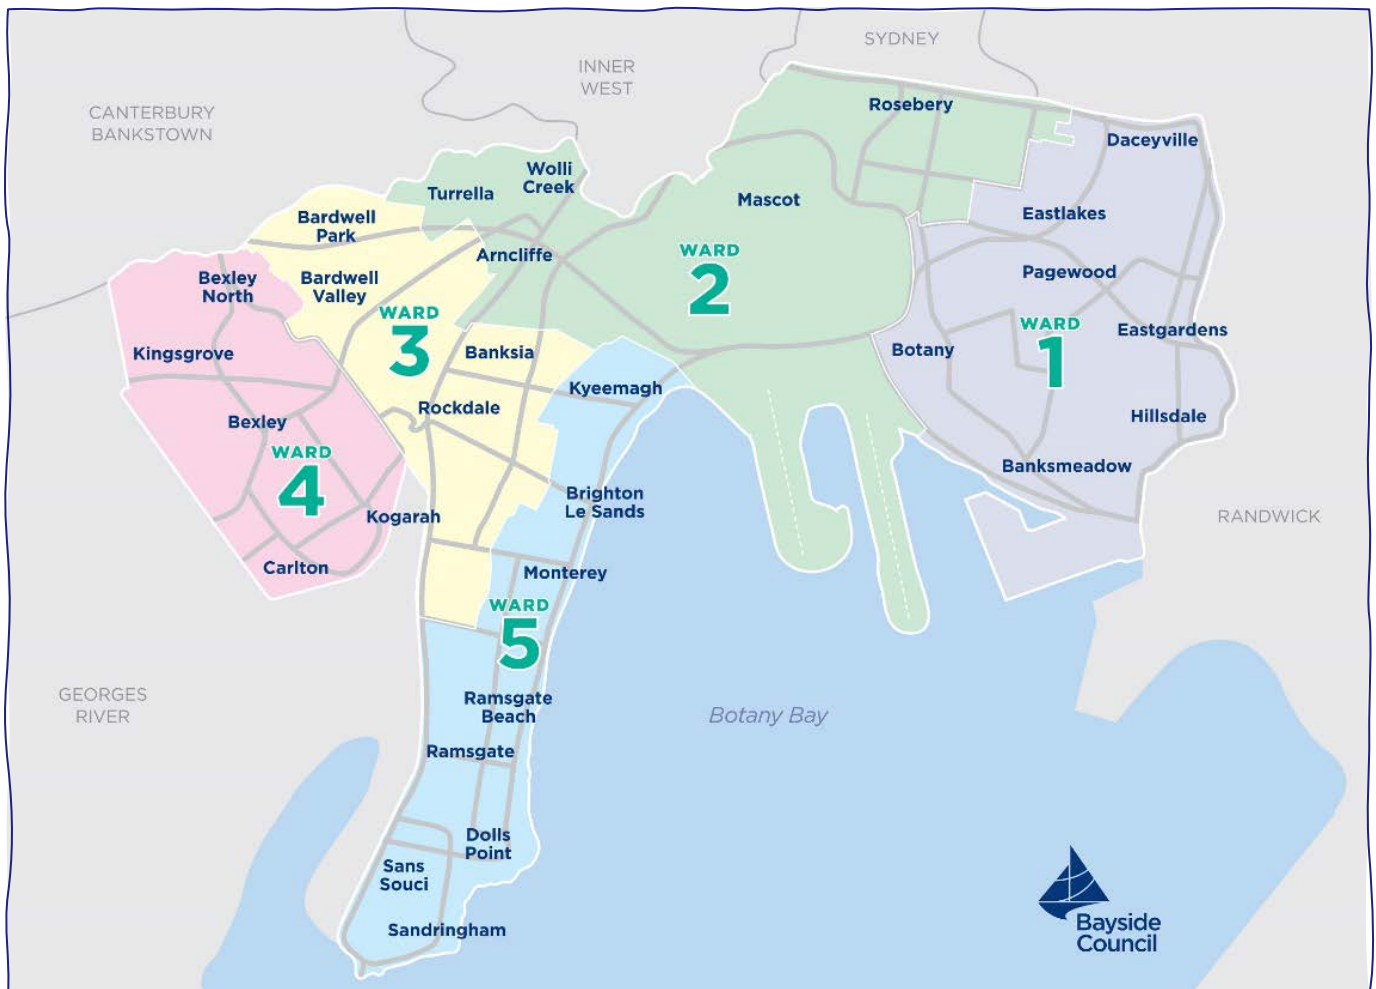 SYDNEY
INNER
WEST
CANTERBURY
BANKSTOWN
Rosebery
Daceyville
Wolli
Creek
Turrella
Mascot
Eastlakes
Bardwell
Park
Arncliffe
WARD
2
Pagewood
Bexley
North
Bardwell
Valley
WARD
3
WARD
1
Eastgardens
Kingsgrove
Banksia
Botany
Kyeemagh
Rockdale
Hillsdale
Bexley
WARD
4
Banksmeadow
Brighton
Le Sands
Kogarah
RANDWICK
Carlton
Monterey
WARD
5
GEORGES
RIVER
Ramsgate
Beach
Botany Bay
Ramsgate
Dolls
Point
Sans
Souci
Sandringham
Bayside
Council